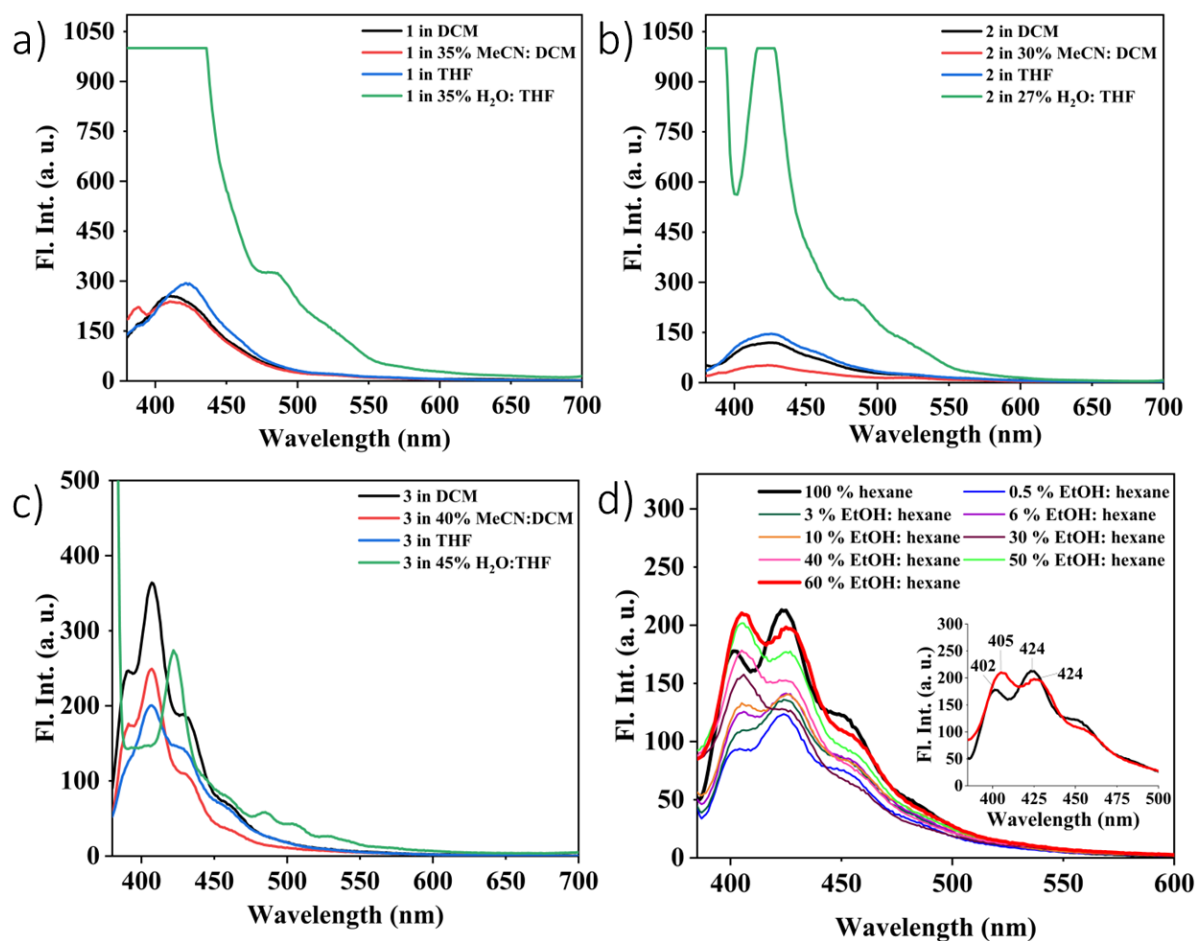 a)
1 in DCM
1 in 35% MeCN: DCM
1 in THF
1 in 35% H₂O: THF
1050
900
750
600
450
300
150
0
Fl. Int. (a. u.)
400 450 500 550 600 650 700
Wavelength (nm)
b)
2 in DCM
2 in 30% MeCN: DCM
2 in THF
2 in 27% H₂O: THF
1050
900
750
600
450
300
150
0
Fl. Int. (a. u.)
400 450 500 550 600 650 700
Wavelength (nm)
c)
3 in DCM
3 in 40% MeCN:DCM
3 in THF
3 in 45% H₂O:THF
500
400
300
200
100
0
Fl. Int. (a. u.)
400 450 500 550 600 650 700
Wavelength (nm)
d)
100 % hexane
0.5 % EtOH: hexane
3 % EtOH: hexane
6 % EtOH: hexane
10 % EtOH: hexane
30 % EtOH: hexane
40 % EtOH: hexane
50 % EtOH: hexane
60 % EtOH: hexane
300
250
200
150
100
50
0
Fl. Int. (a. u.)
400 450 500 550 600
Wavelength (nm)
300
250
200
150
100
50
0
Fl. Int. (a. u.)
402
405
424
424
400 425 450 475 500
Wavelength (nm)